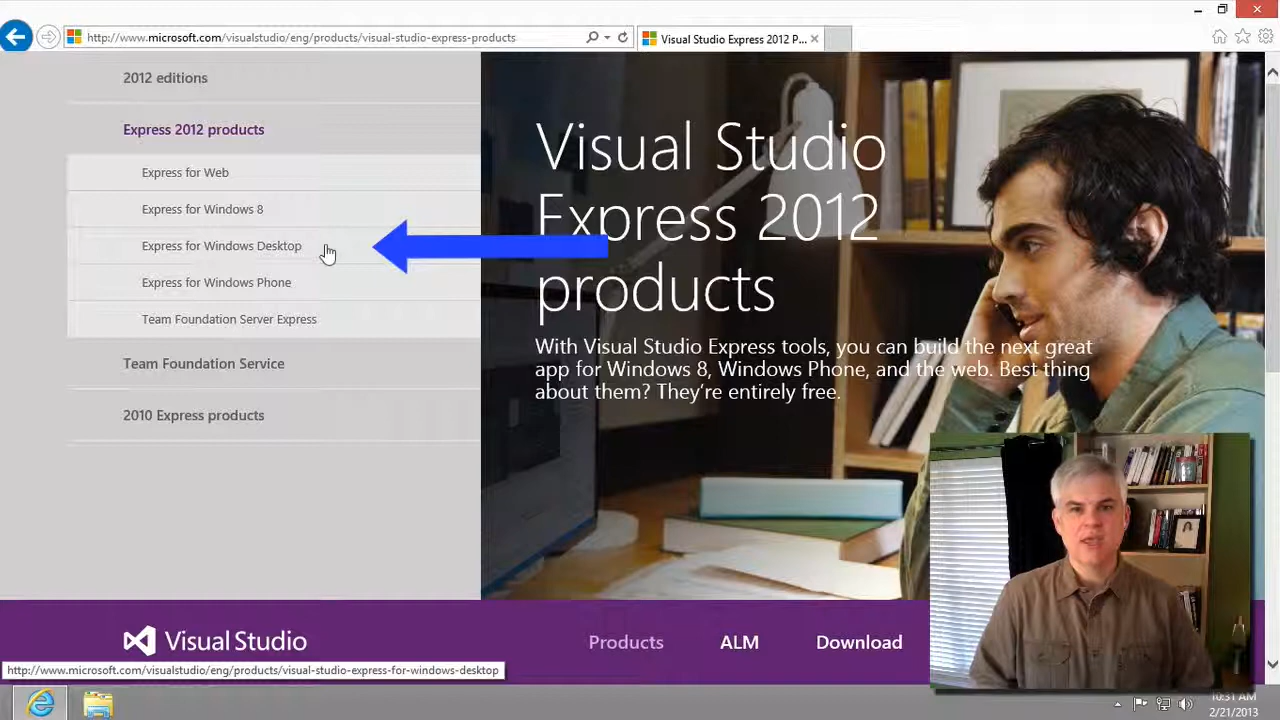 http://www.microsoft.com/visualstudio/eng/products/visual-studio-express-products
Visual Studio Express 2012 P...
2012 editions
Express 2012 products
Express for Web
Express for Windows 8
Express for Windows Desktop
Express for Windows Phone
Team Foundation Server Express
Team Foundation Service
2010 Express products
Visual Studio
Express 2012
products
With Visual Studio Express tools, you can build the next great
app for Windows 8, Windows Phone, and the web. Best thing
about them? They're entirely free.
Visual Studio
Products
ALM
Download
http://www.microsoft.com/visualstudio/eng/products/visual-studio-express-for-windows-desktop
10:31 AM
2/21/2013